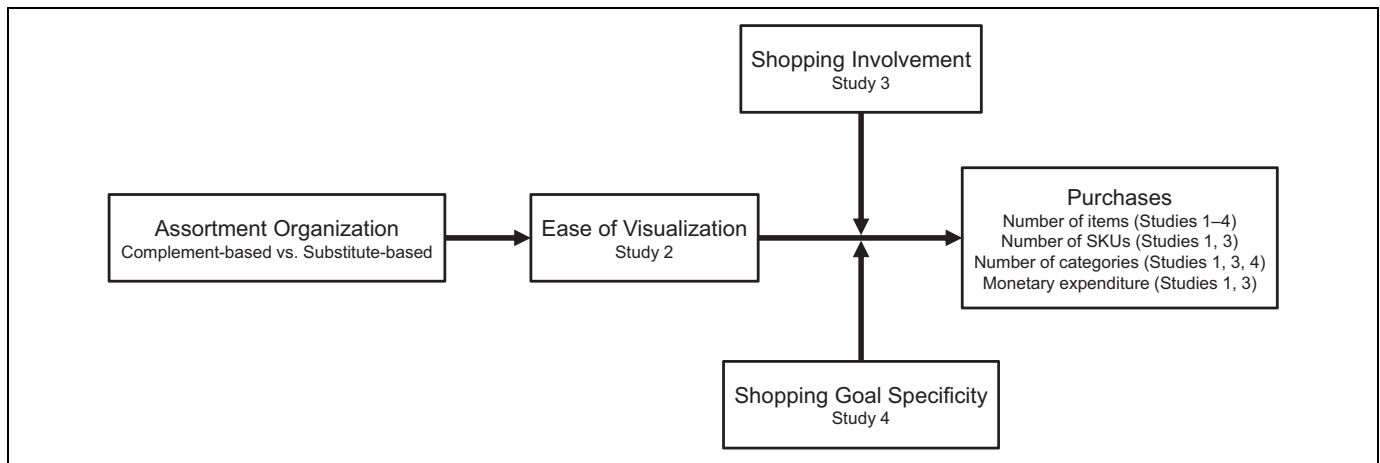 Shopping Involvement
Study 3
Assortment Organization
Complement-based vs. Substitute-based
Ease of Visualization
Study 2
Purchases
Number of items (Studies 1–4)
Number of SKUs (Studies 1, 3)
Number of categories (Studies 1, 3, 4)
Monetary expenditure (Studies 1, 3)
Shopping Goal Specificity
Study 4